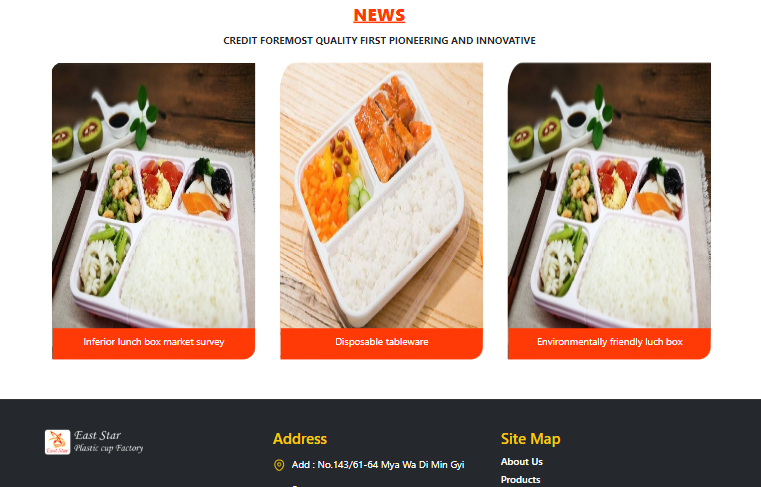 NEWS
CREDIT FOREMOST QUALITY FIRST PIONEERING AND INNOVATIVE
Inferior lunch box market survey
Disposable tableware
Environmentally friendly luch box
East Star
Plastic cup Factory
Address
Add : No.143/61-64 Mya Wa Di Min Gyi
Site Map
About Us
Products